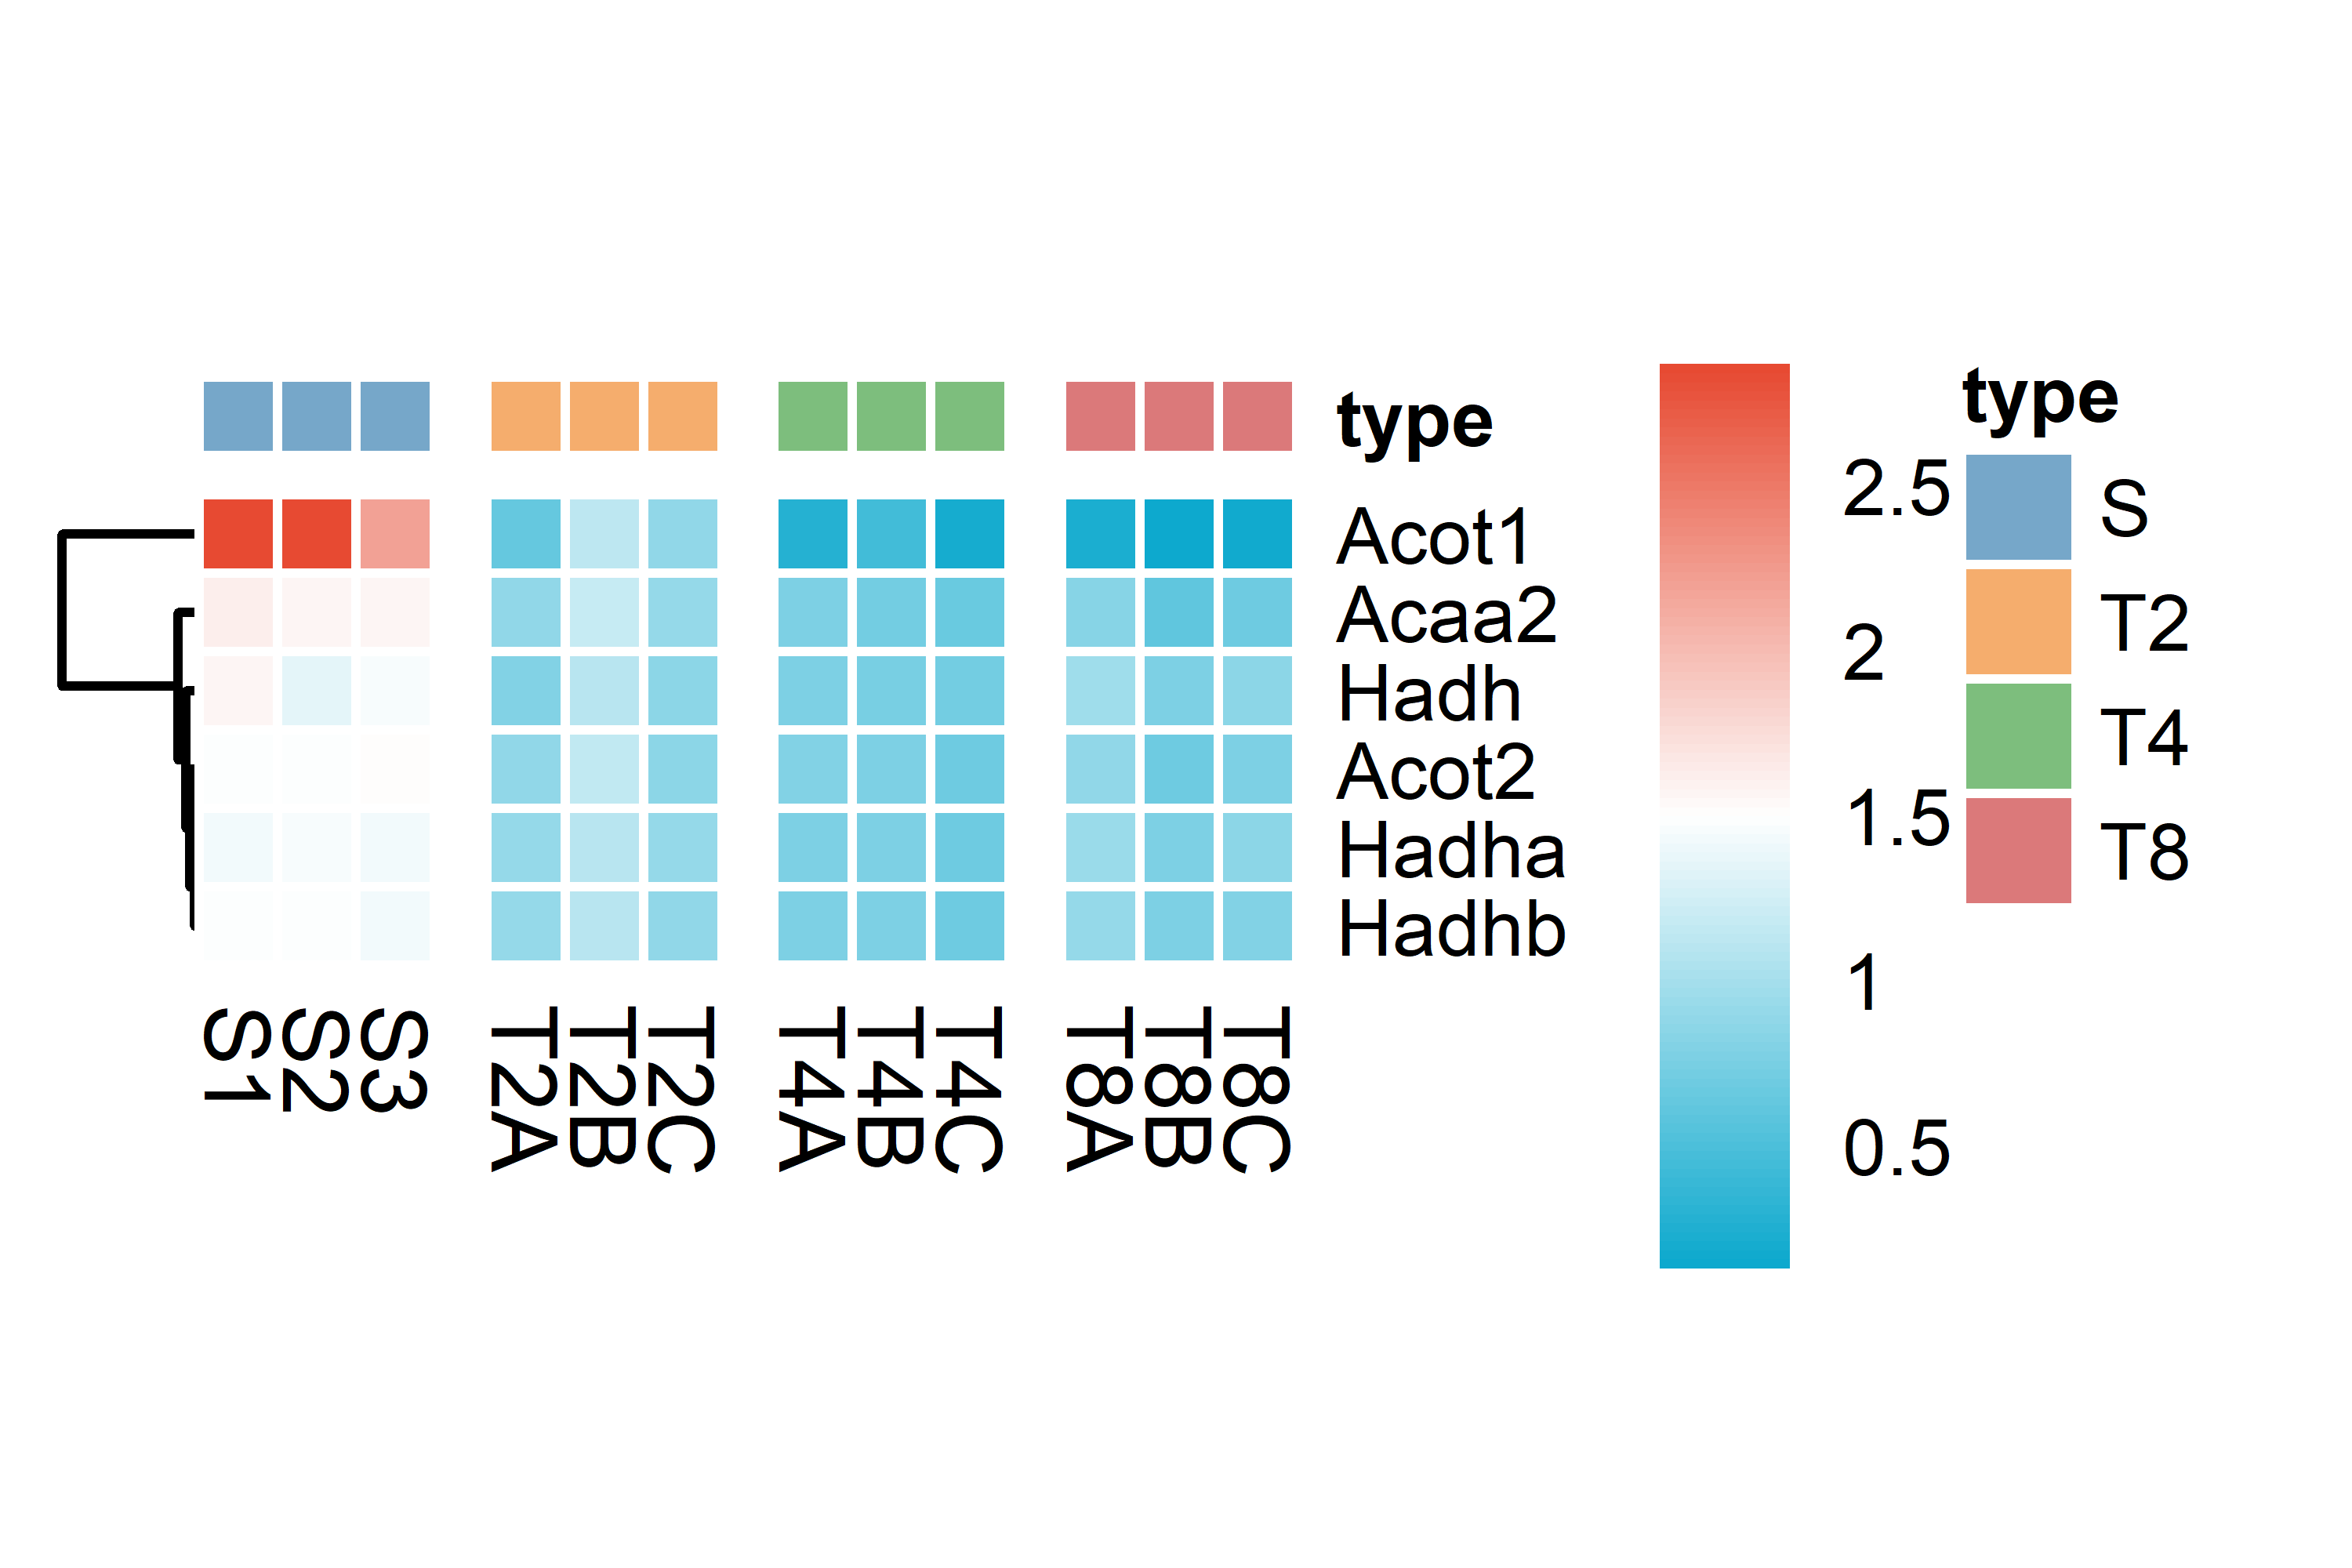 type
Acot1
Acaa2
Hadh
Acot2
Hadha
Hadhb
S1
S2
S3
T2A
T2B
T2C
T4A
T4B
T4C
T8A
T8B
T8C
2.5
2
1.5
1
0.5
type
S
T2
T4
T8